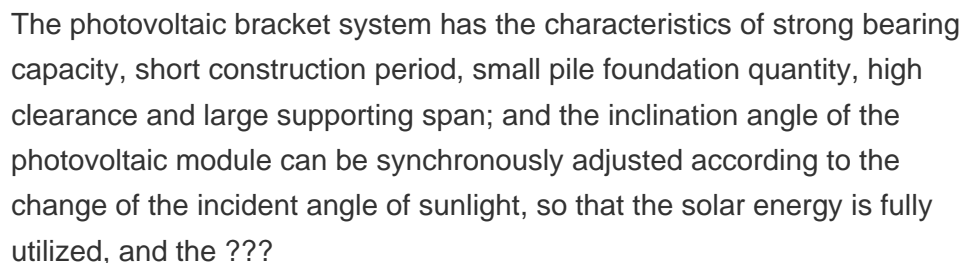 The photovoltaic bracket system has the characteristics of strong bearing
capacity, short construction period, small pile foundation quantity, high
clearance and large supporting span; and the inclination angle of the
photovoltaic module can be synchronously adjusted according to the
change of the incident angle of sunlight, so that the solar energy is fully
utilized, and the ???